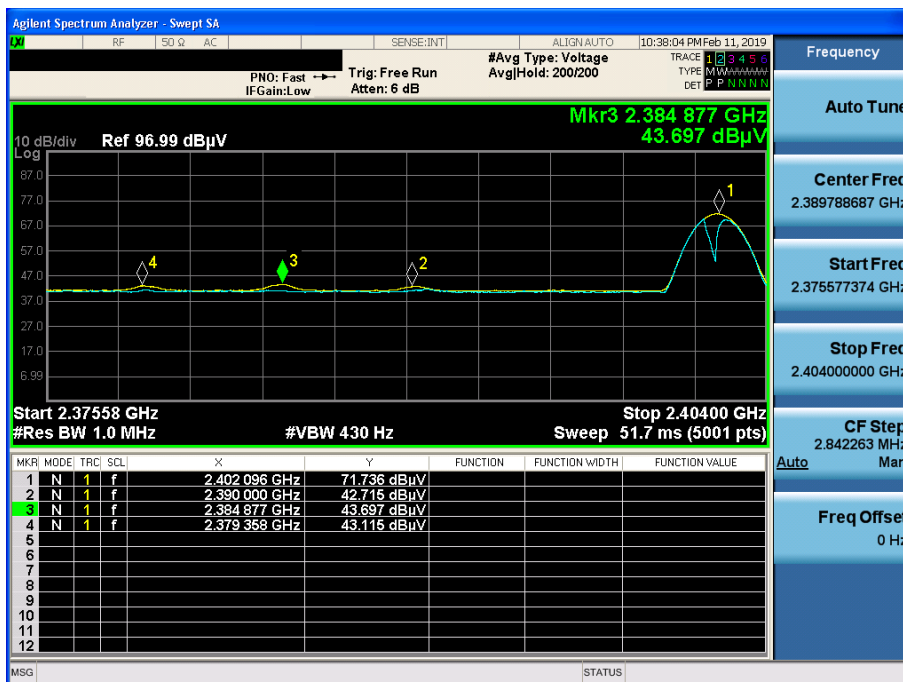 Agilent Spectrum Analyzer - Swept SA
LXI RF 50 Ω AC SENSE:INT ALIGN AUTO 10:38:04 PM Feb 11, 2019
Frequency
#Avg Type: Voltage TRACE 1 2 3 4 5 6
PNO: Fast Trig: Free Run Avg|Hold: 200/200 TYPE M W
IFGain:Low Atten: 6 dB DET P P N N N N
Auto Tune
Mkr3 2.384 877 GHz
43.697 dBµV
10 dB/div Ref 96.99 dBµV
Log
87.0
77.0
67.0
57.0
47.0
37.0
27.0
17.0
6.99
1
2
3
4
Center Freq
2.389788687 GHz
Start Freq
2.375577374 GHz
Stop Freq
2.404000000 GHz
Start 2.37558 GHz Stop 2.40400 GHz
#Res BW 1.0 MHz #VBW 430 Hz Sweep 51.7 ms (5001 pts)
CF Step
2.842263 MHz
Auto Man
MKR MODE TRC SCL X Y FUNCTION FUNCTION WIDTH FUNCTION VALUE
1 N 1 f 2.402 096 GHz 71.736 dBµV
2 N 1 f 2.390 000 GHz 42.715 dBµV
3 N 1 f 2.384 877 GHz 43.697 dBµV
4 N 1 f 2.379 358 GHz 43.115 dBµV
5
6
7
8
9
10
11
12
Freq Offset
0 Hz
MSG STATUS